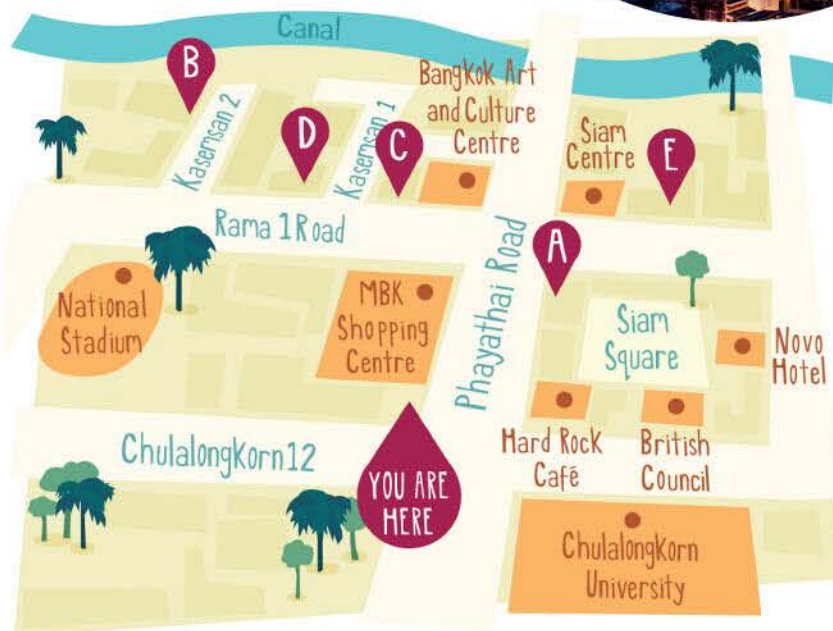 Canal
B
Kasemsan 2
D
Kasemsan 1
C
Bangkok Art
and Culture
Centre
Siam
Centre
E
Rama 1 Road
Phayathai Road
A
National
Stadium
MBK
Shopping
Centre
Siam
Square
Novo
Hotel
Hard Rock
Café
British
Council
Chulalongkorn12
YOU ARE
HERE
Chulalongkorn
University